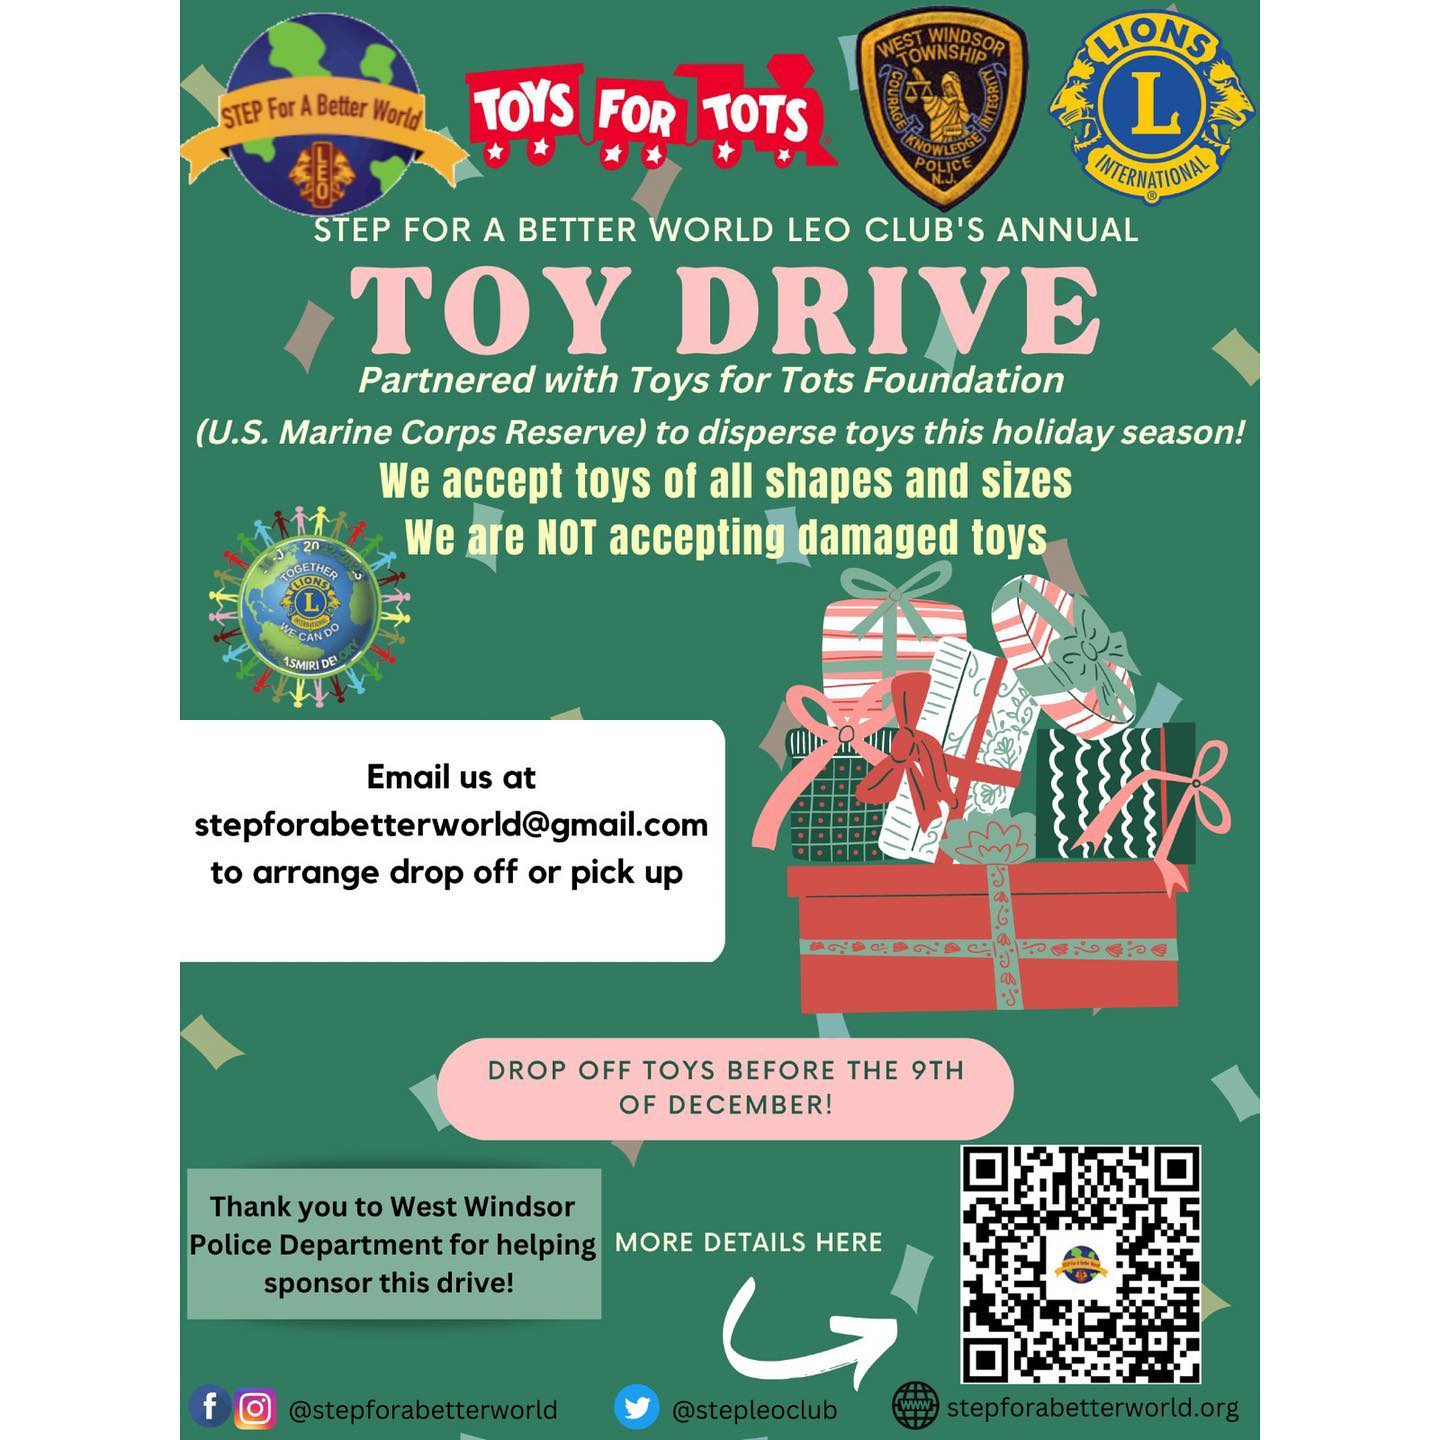 STEP For A Better World
LEO
TOYS FOR TOTS
WEST WINDSOR
TOWNSHIP
COURAGE
KNOWLEDGE
INTEGRITY
POLICE
N.J.
LIONS
L
INTERNATIONAL
STEP FOR A BETTER WORLD LEO CLUB'S ANNUAL
TOY DRIVE
Partnered with Toys for Tots Foundation
(U.S. Marine Corps Reserve) to disperse toys this holiday season!
We accept toys of all shapes and sizes
We are NOT accepting damaged toys
TOGETHER
LIONS
L
INTERNATIONAL
WE CAN DO
Email us at
stepforabetterworld@gmail.com
to arrange drop off or pick up
DROP OFF TOYS BEFORE THE 9TH
OF DECEMBER!
Thank you to West Windsor
Police Department for helping
sponsor this drive!
MORE DETAILS HERE
STEP For A Better World
@stepforabetterworld
@stepleoclub
www
stepforabetterworld.org